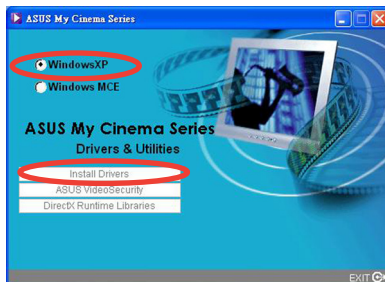 ASUS My Cinema Series
WindowsXP
Windows MCE
ASUS My Cinema Series
Drivers & Utilities
Install Drivers
ASUS VideoSecurity
DirectX Runtime Libraries
EXIT